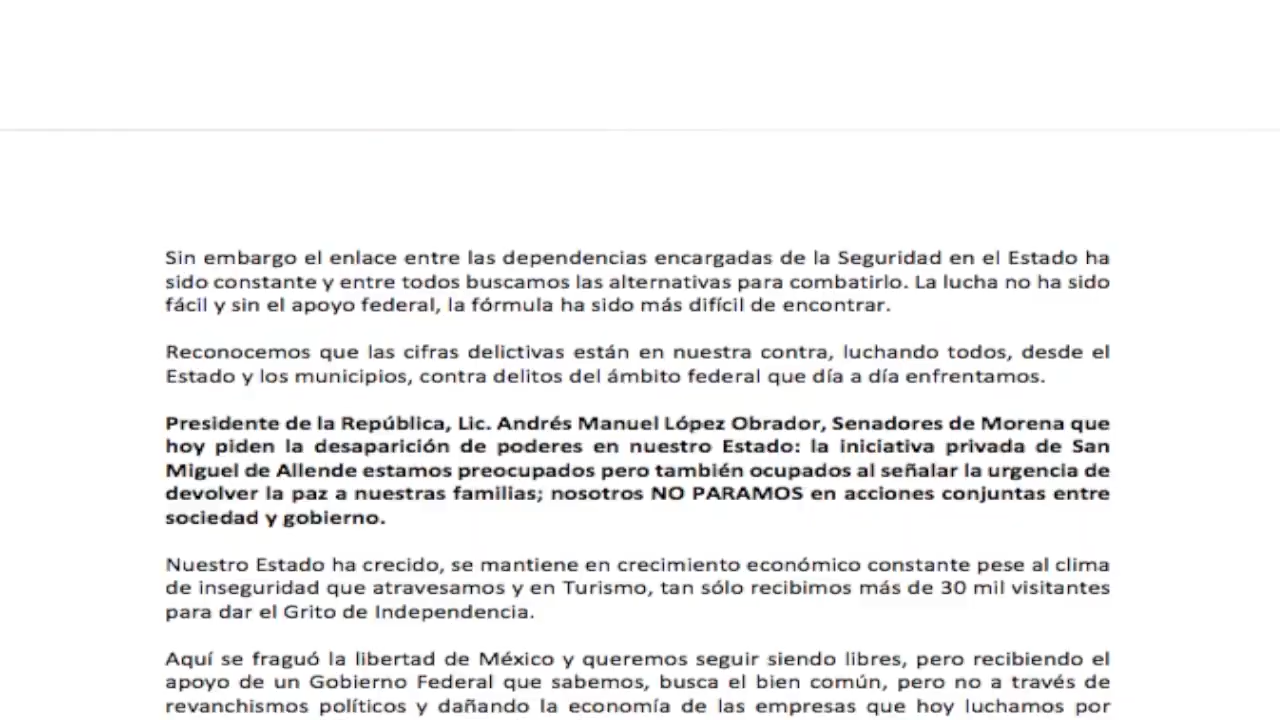 Sin embargo el enlace entre las dependencias encargadas de la Seguridad en el Estado ha
sido constante y entre todos buscamos las alternativas para combatirlo. La lucha no ha sido
fácil y sin el apoyo federal, la fórmula ha sido más difícil de encontrar.
Reconocemos que las cifras delictivas están en nuestra contra, luchando todos, desde el
Estado y los municipios, contra delitos del ámbito federal que día a día enfrentamos.
Presidente de la República, Lic. Andrés Manuel López Obrador, Senadores de Morena que
hoy piden la desaparición de poderes en nuestro Estado: la iniciativa privada de San
Miguel de Allende estamos preocupados pero también ocupados al señalar la urgencia de
devolver la paz a nuestras familias; nosotros NO PARAMOS en acciones conjuntas entre
sociedad y gobierno.
Nuestro Estado ha crecido, se mantiene en crecimiento económico constante pese al clima
de inseguridad que atravesamos y en Turismo, tan sólo recibimos más de 30 mil visitantes
para dar el Grito de Independencia.
Aquí se fraguó la libertad de México y queremos seguir siendo libres, pero recibiendo el
apoyo de un Gobierno Federal que sabemos, busca el bien común, pero no a través de
revanchismos políticos y dañando la economía de las empresas que hoy luchamos por